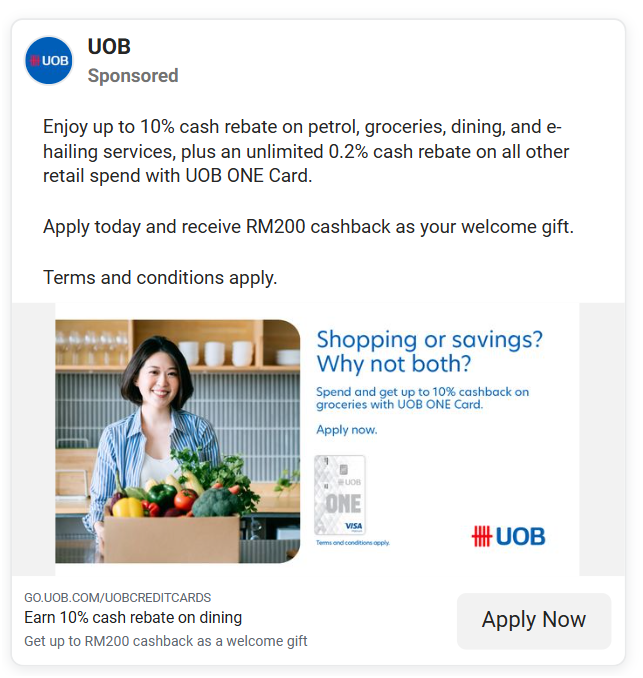 UOB
UOB
Sponsored
Enjoy up to 10% cash rebate on petrol, groceries, dining, and e-
hailing services, plus an unlimited 0.2% cash rebate on all other
retail spend with UOB ONE Card.
Apply today and receive RM200 cashback as your welcome gift.
Terms and conditions apply.
Shopping or savings?
Why not both?
Spend and get up to 10% cashback on
groceries with UOB ONE Card.
Apply now.
UOB
ONE
VISA
Terms and conditions apply.
UOB
GO.UOB.COM/UOBCREDITCARDS
Earn 10% cash rebate on dining
Get up to RM200 cashback as a welcome gift
Apply Now